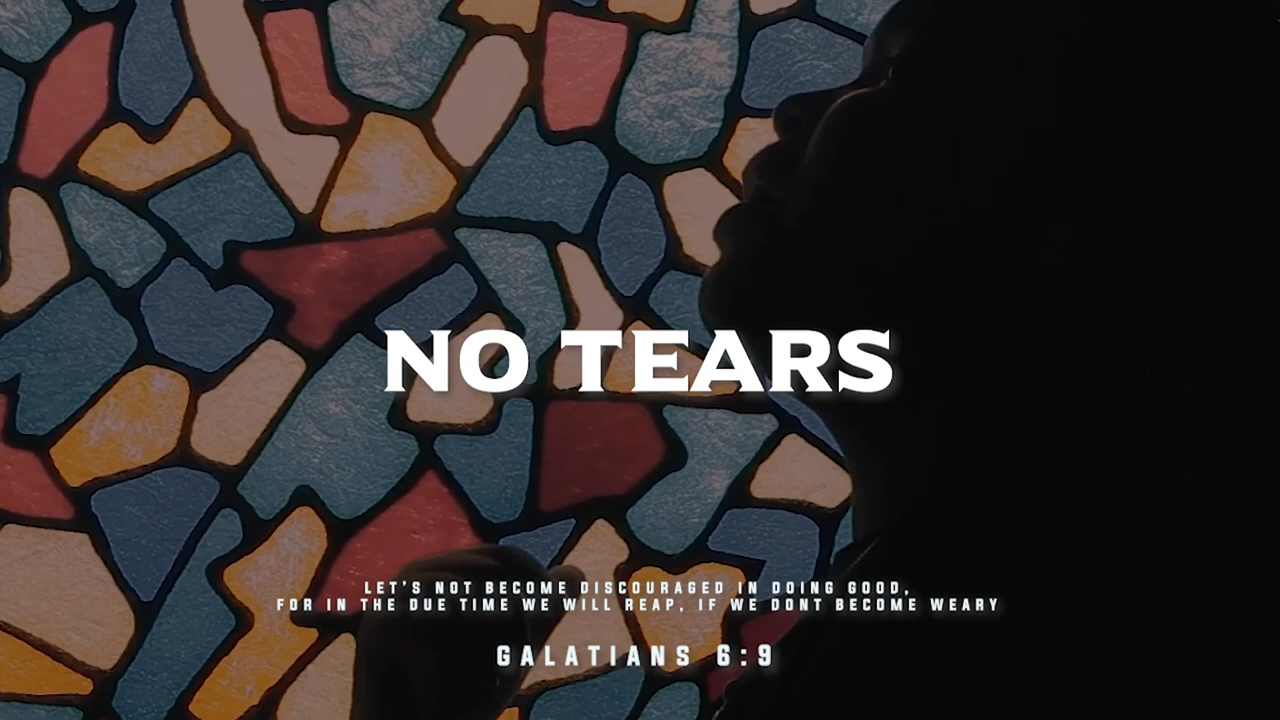 NO TEARS
LET'S NOT BECOME DISCOURAGED IN DOING GOOD,
FOR IN THE DUE TIME WE WILL REAP, IF WE DONT BECOME WEARY
GALATIANS 6:9